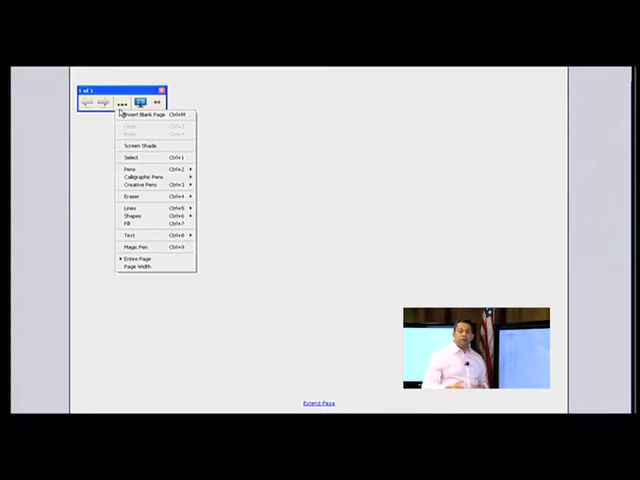 1 of 1
Insert Blank Page Ctrl+M
Undo Ctrl+Z
Screen Shade
Select Ctrl+1
Pens Ctrl+2
Calligraphic Pens
Creative Pens Ctrl+3
Eraser Ctrl+4
Lines Ctrl+5
Shapes Ctrl+6
Fill Ctrl+7
Text Ctrl+8
Magic Pen Ctrl+9
Entire Page
Page Width
Extend Page